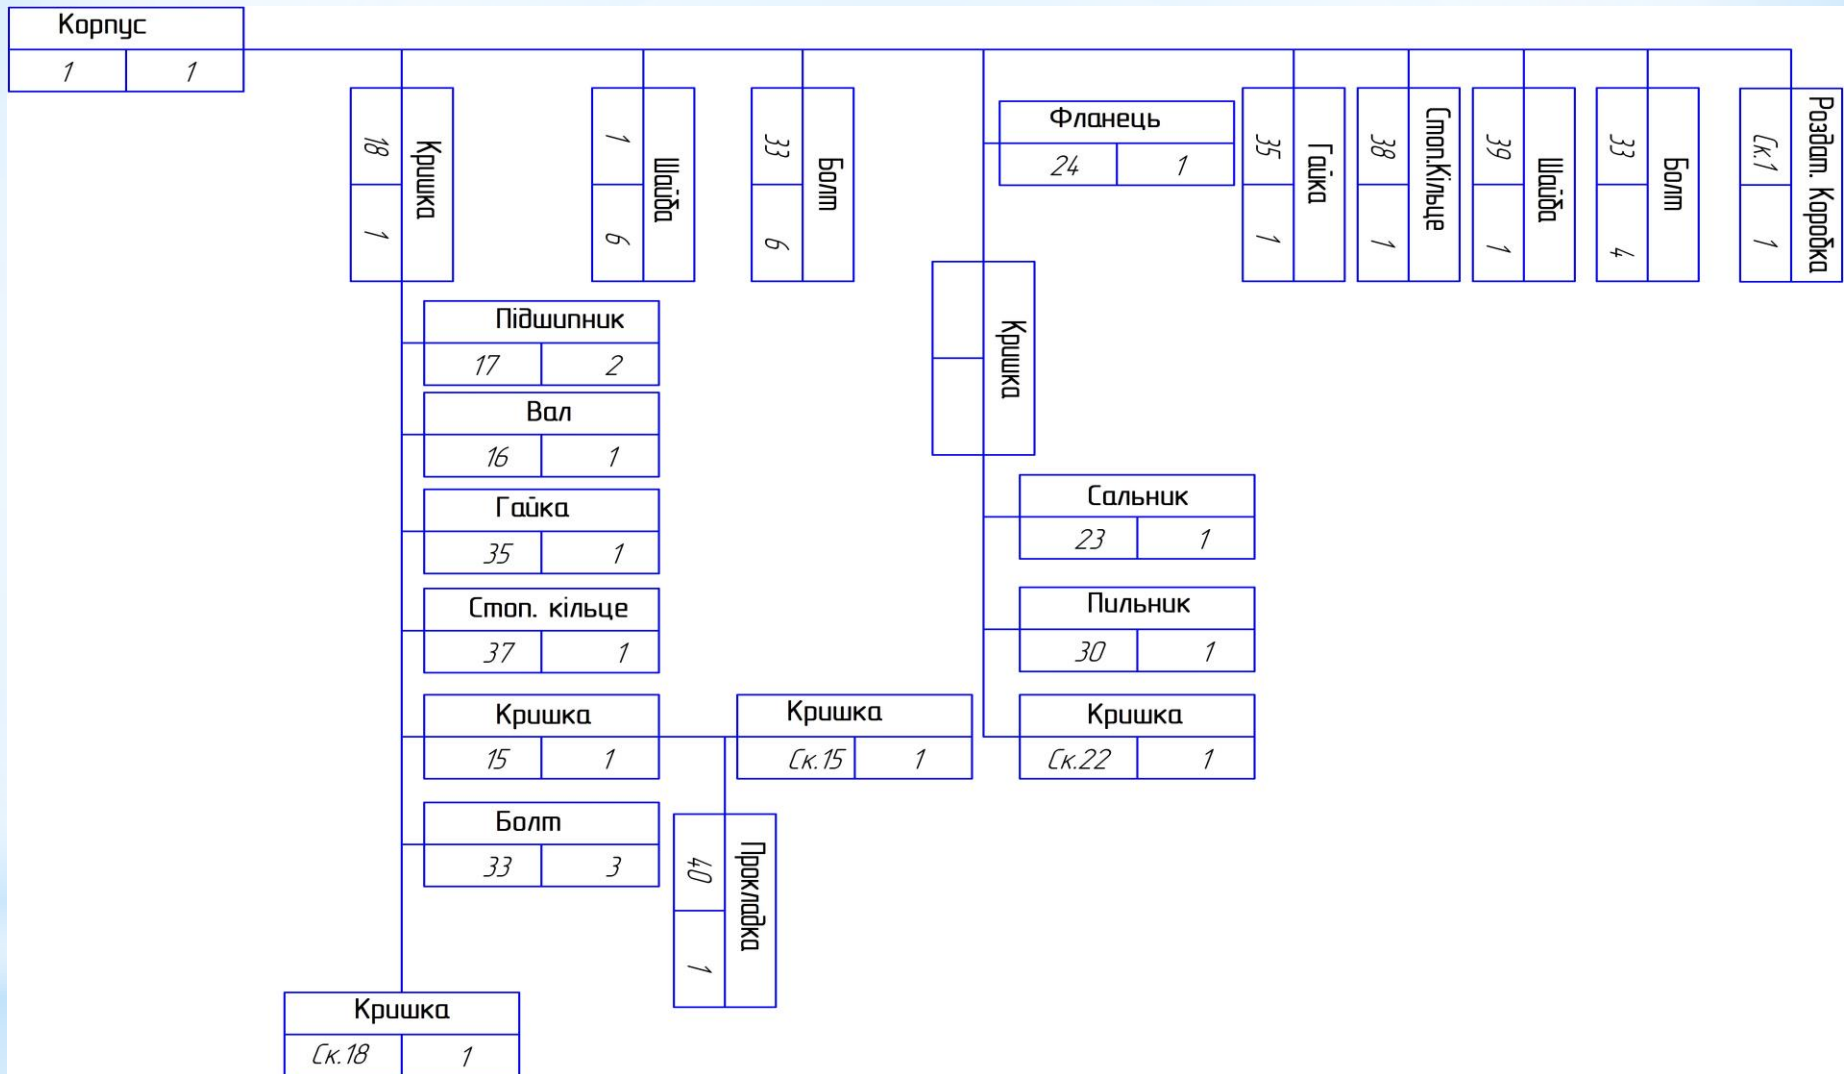 Корпус
1 1
Кришка
18 1
Шайба
1 6
Болт
33 6
Фланець
24 1
Гайка
35 1
Стоп.Кільце
38 1
Шайба
39 1
Болт
33 4
Роздат. Коробка
Ск.1 1
Кришка
Підшипник
17 2
Вал
16 1
Гайка
35 1
Стоп. кільце
37 1
Кришка
15 1
Кришка
Ск.15 1
Болт
33 3
Прокладка
40 1
Кришка
Ск.18 1
Сальник
23 1
Пильник
30 1
Кришка
Ск.22 1